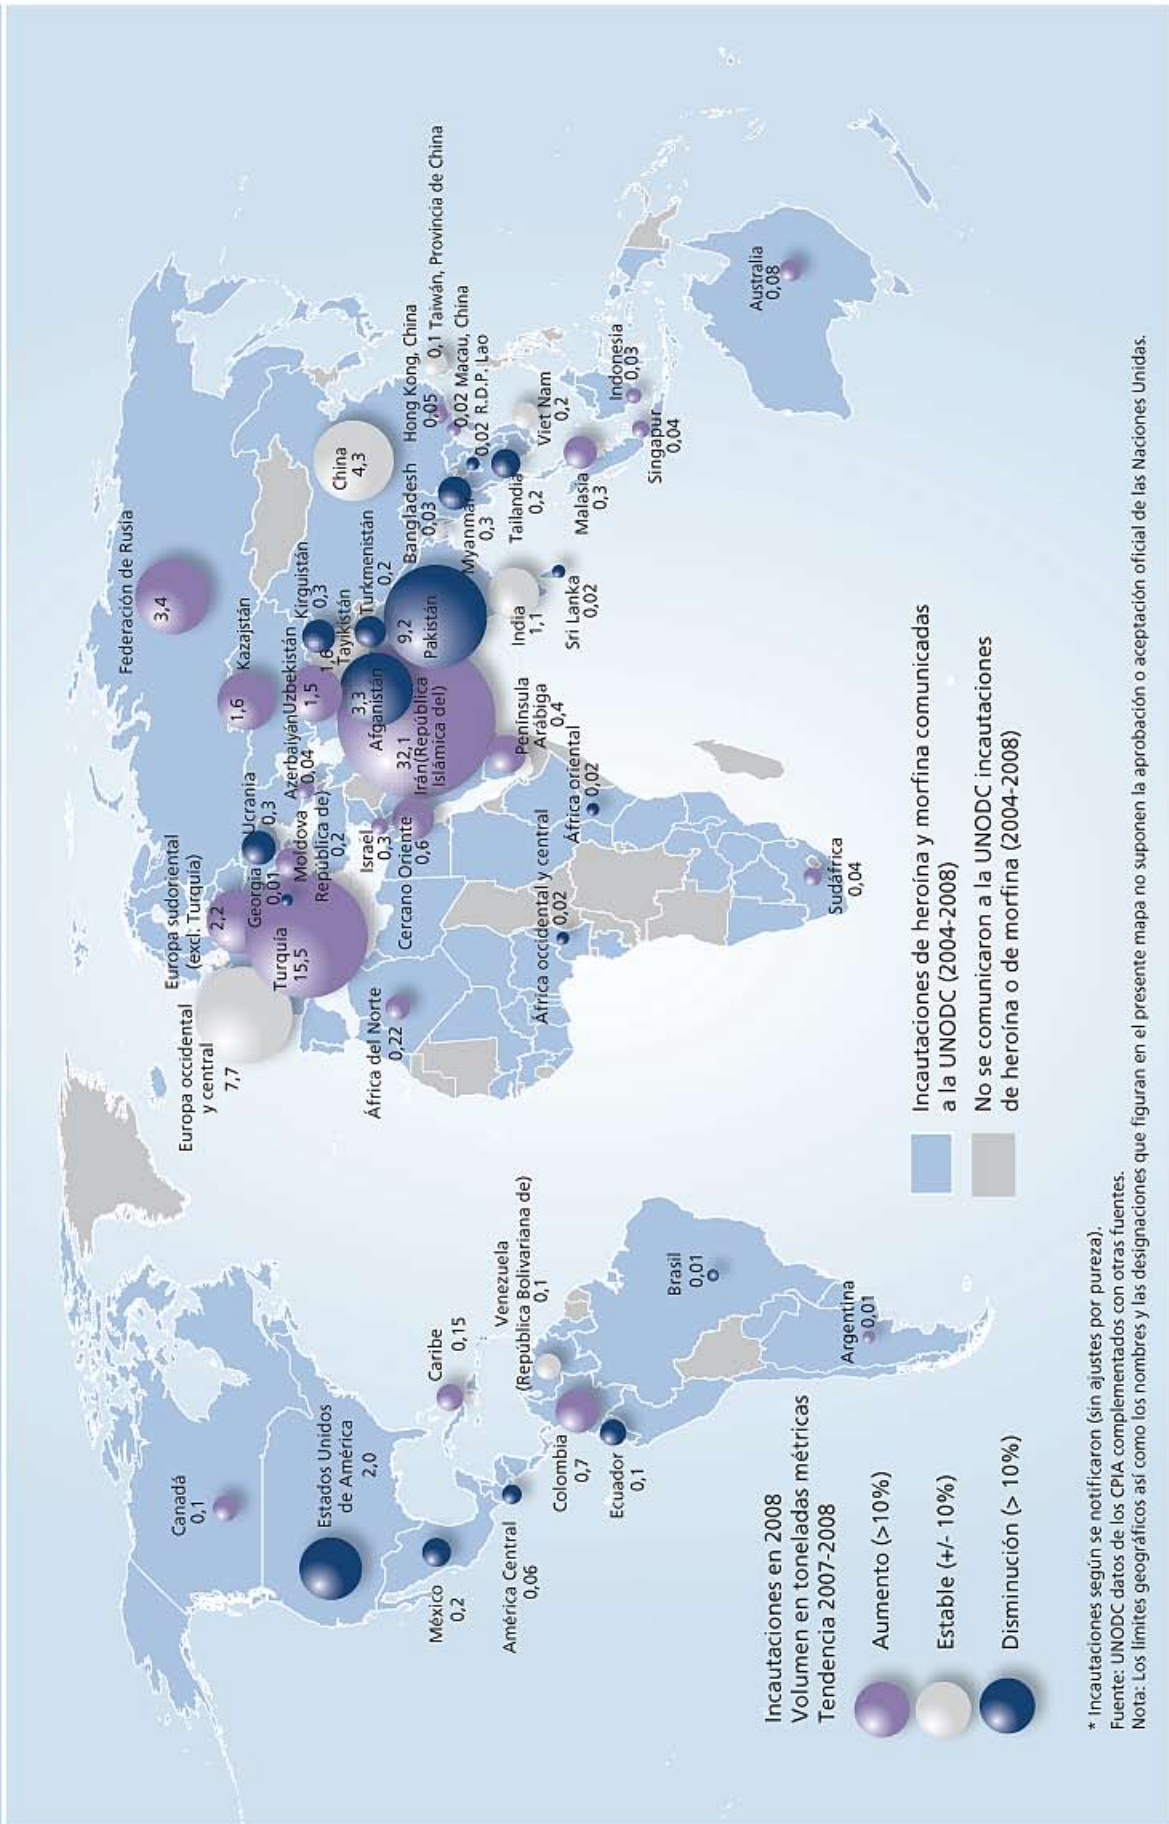 Canadá
0,1
Estados Unidos
de América
2,0
México
0,2
América Central
0,06
Caribe
0,15
Venezuela
(República Bolivariana de)
0,1
Colombia
0,7
Ecuador
0,1
Brasil
0,01
Argentina
0,01
Europa occidental
y central
7,7
Europa sudoriental
(excl. Turquía)
2,2
Turquía
15,5
Georgia
0,01
Ucrania
0,3
Moldova
República de)
0,2
Azerbaiyán
0,04
Israel
0,3
Cercano Oriente
0,6
África del Norte
0,22
África occidental y central
0,02
África oriental
0,02
Sudáfrica
0,04
Península
Arábiga
0,4
Federación de Rusia
3,4
Kazajstán
1,6
Uzbekistán
1,5
Kirguistán
0,3
Tayikistán
1,6
Turkmenistán
0,2
3,3
Afganistán
32,1
Irán(República
Islámica del)
9,2
Pakistán
India
1,1
Sri Lanka
0,02
China
4,3
Bangladesh
0,03
Myanmar
0,3
Hong Kong, China
0,05
0,1 Taiwán, Provincia de China
0,02 Macau, China
0,02 R.D.P. Lao
Tailandia
0,2
Viet Nam
0,2
Malasia
0,3
Singapur
0,04
Indonesia
0,03
Australia
0,08
Incautaciones en 2008
Volumen en toneladas métricas
Tendencia 2007-2008
Aumento (>10%)
Estable (+/- 10%)
Disminución (> 10%)
Incautaciones de heroína y morfina comunicadas
a la UNODC (2004-2008)
No se comunicaron a la UNODC incautaciones
de heroína o de morfina (2004-2008)
* Incautaciones según se notificaron (sin ajustes por pureza).
Fuente: UNODC datos de los CPIA complementados con otras fuentes.
Nota: Los límites geográficos así como los nombres y las designaciones que figuran en el presente mapa no suponen la aprobación o aceptación oficial de las Naciones Unidas.